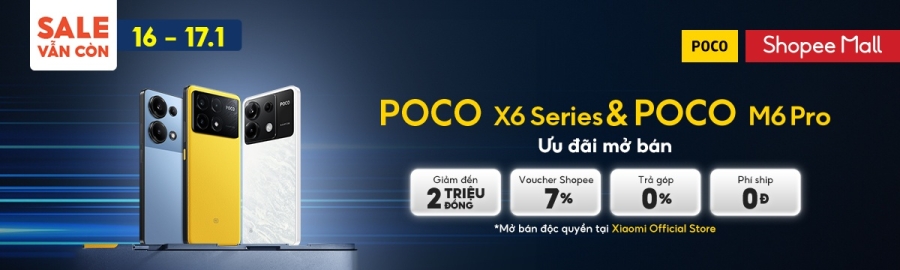 SALE
VẪN CÒN
16 - 17.1
POCO
Shopee Mall
POCO X6 Series & POCO M6 Pro
Ưu đãi mở bán
Giảm đến
2 TRIỆU ĐỒNG
Voucher Shopee
7%
Trả góp
0%
Phí ship
0Đ
*Mở bán độc quyền tại Xiaomi Official Store
POCO
POCO